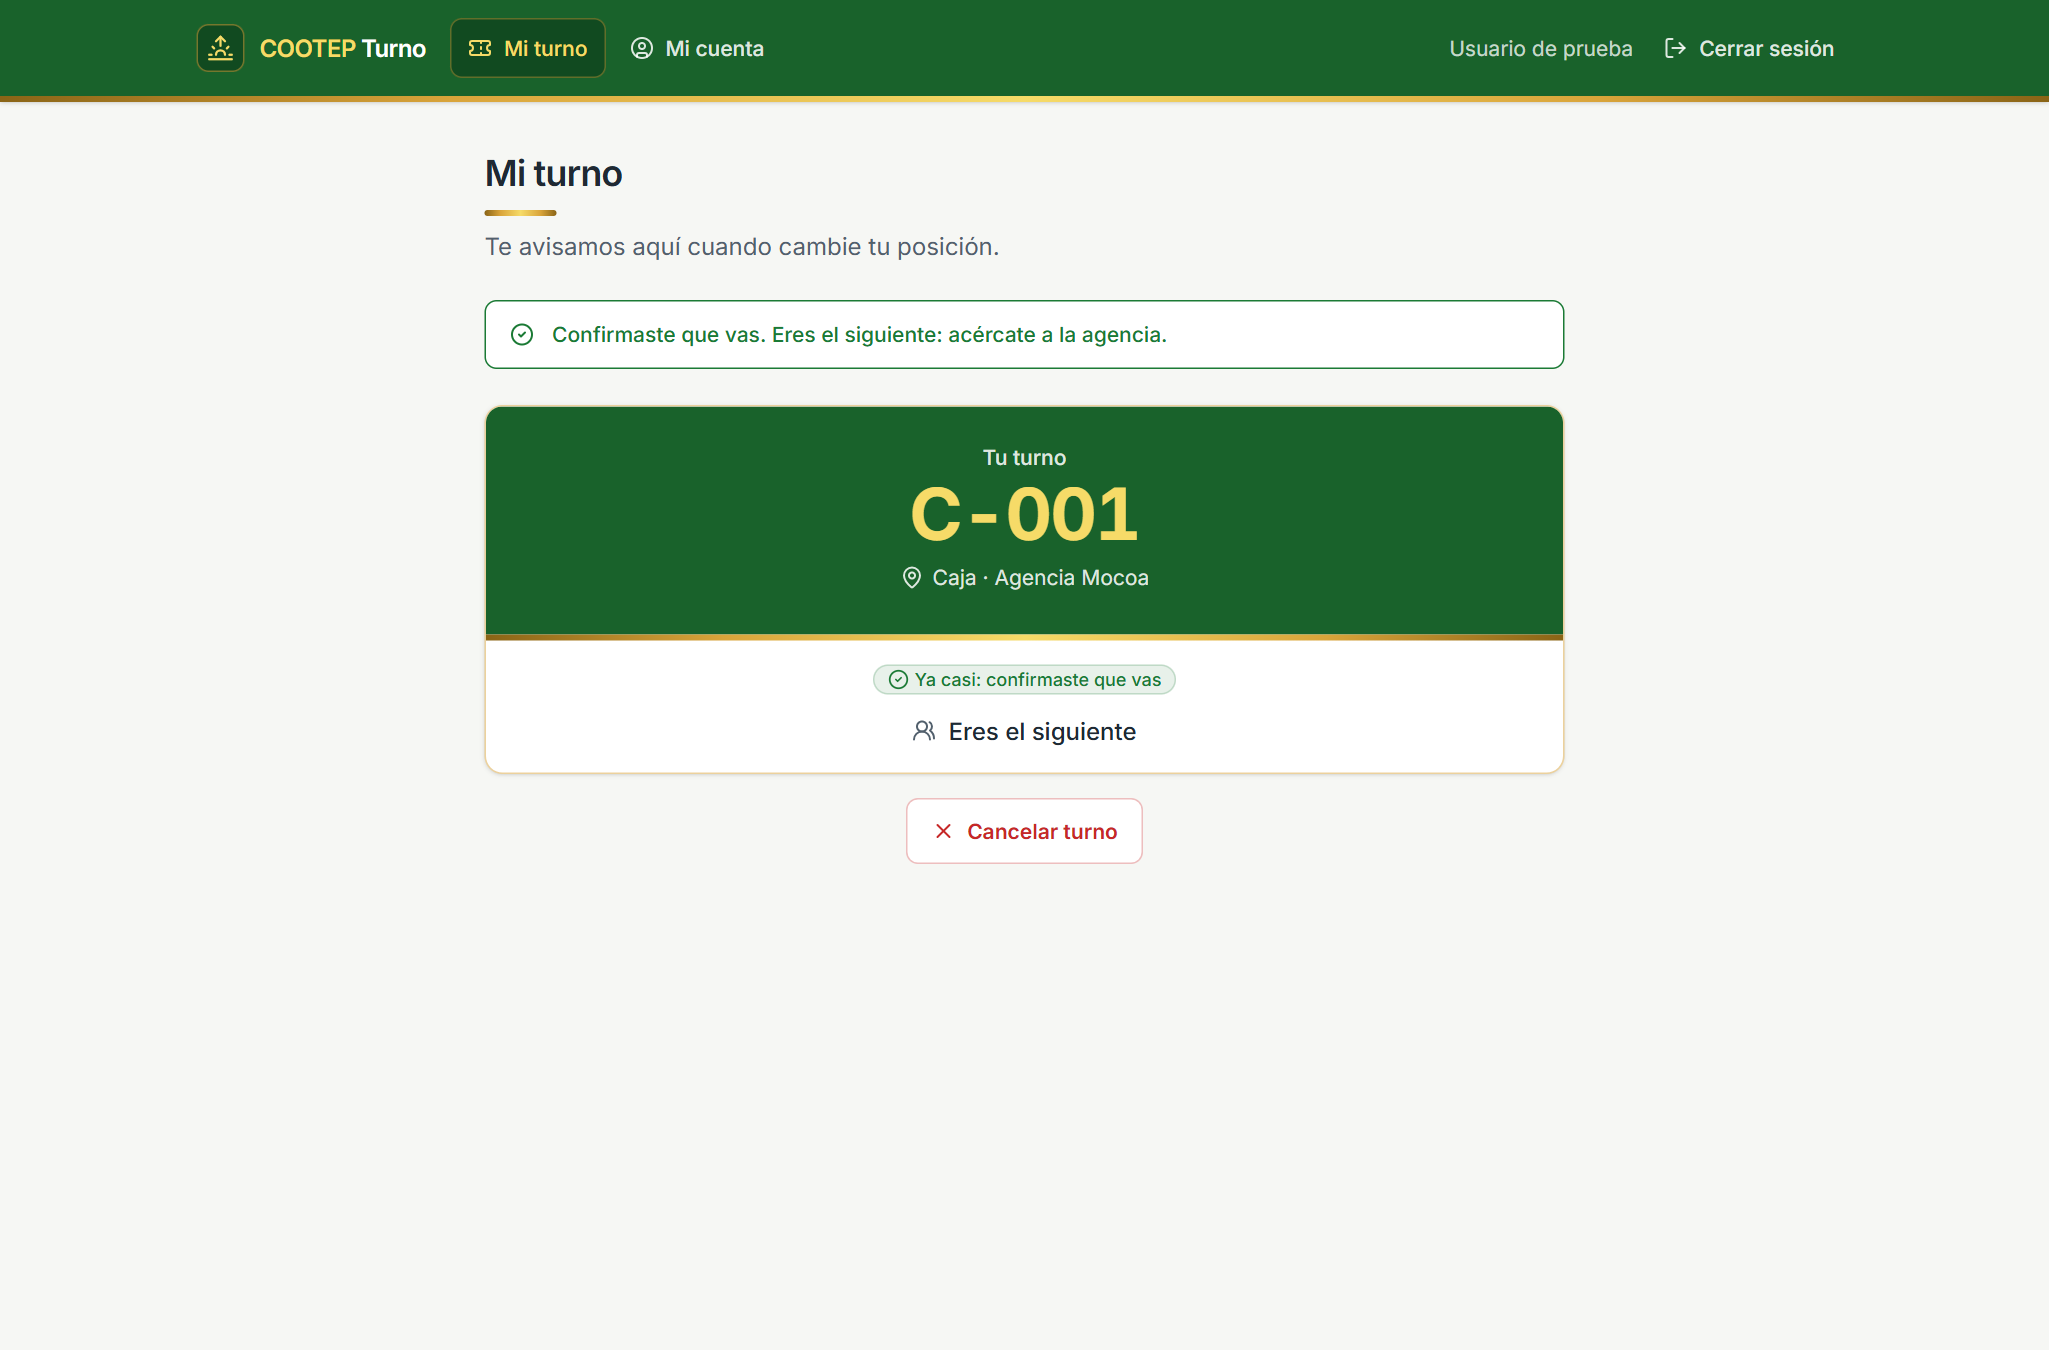 COOTEP Turno
Mi turno
Mi cuenta
Usuario de prueba
Cerrar sesión
Mi turno
Te avisamos aquí cuando cambie tu posición.
Confirmaste que vas. Eres el siguiente: acércate a la agencia.
Tu turno
C-001
Caja · Agencia Mocoa
Ya casi: confirmaste que vas
Eres el siguiente
Cancelar turno